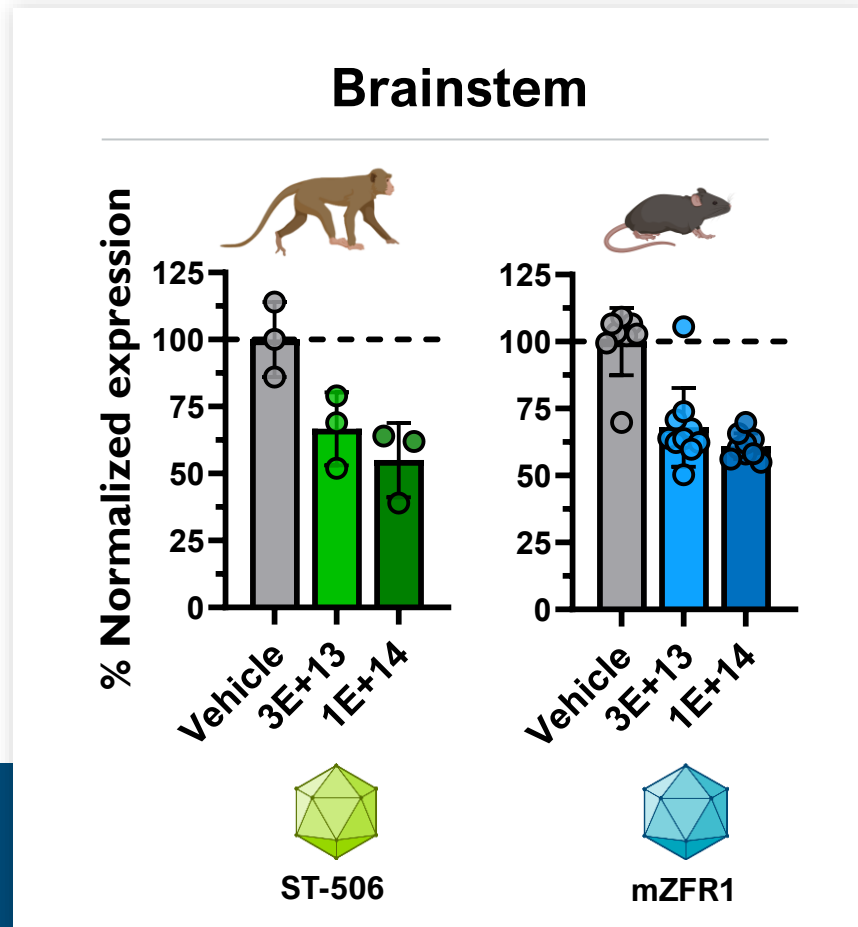 Brainstem
% Normalized expression
125
100
75
50
25
0
Vehicle
3E+13
1E+14
ST-506
125
100
75
50
25
0
Vehicle
3E+13
1E+14
mZFR1